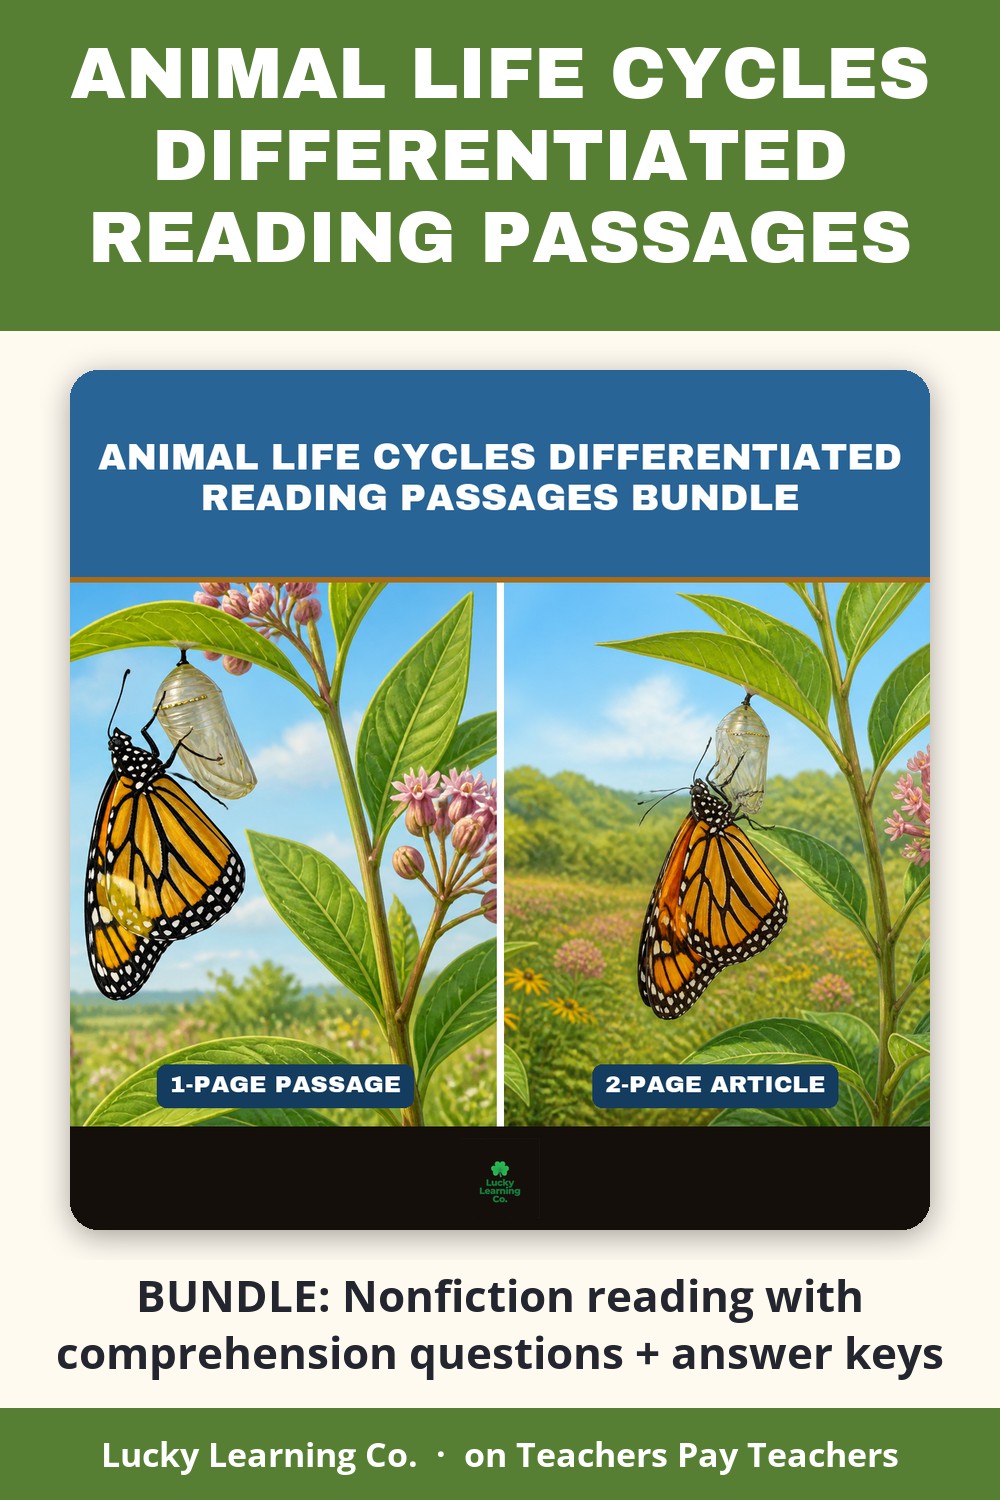 ANIMAL LIFE CYCLES
DIFFERENTIATED
READING PASSAGES
ANIMAL LIFE CYCLES DIFFERENTIATED
READING PASSAGES BUNDLE
1-PAGE PASSAGE
2-PAGE ARTICLE
Lucky
Learning
Co.
BUNDLE: Nonfiction reading with
comprehension questions + answer keys
Lucky Learning Co. · on Teachers Pay Teachers